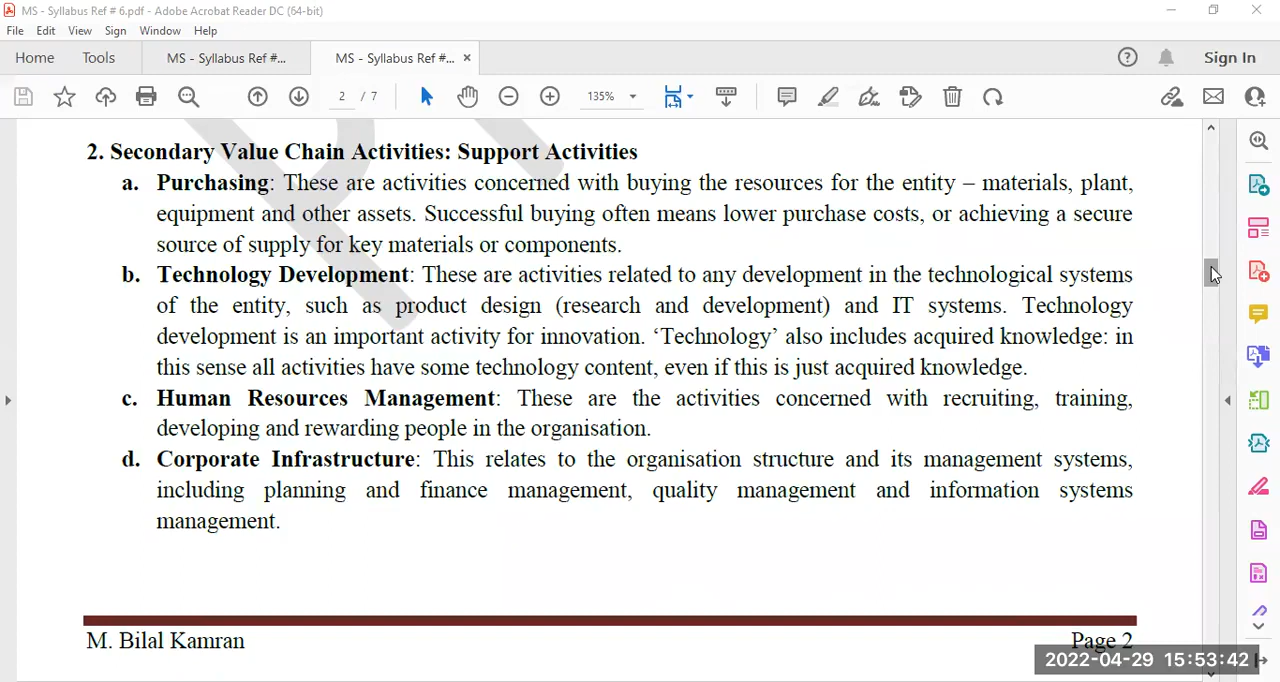 MS - Syllabus Ref # 6.pdf - Adobe Acrobat Reader DC (64-bit)
File Edit View Sign Window Help
Home Tools MS - Syllabus Ref #... MS - Syllabus Ref #... × Sign In
2 / 7 135%
2. Secondary Value Chain Activities: Support Activities
a. Purchasing: These are activities concerned with buying the resources for the entity – materials, plant,
equipment and other assets. Successful buying often means lower purchase costs, or achieving a secure
source of supply for key materials or components.
b. Technology Development: These are activities related to any development in the technological systems
of the entity, such as product design (research and development) and IT systems. Technology
development is an important activity for innovation. ‘Technology’ also includes acquired knowledge: in
this sense all activities have some technology content, even if this is just acquired knowledge.
c. Human Resources Management: These are the activities concerned with recruiting, training,
developing and rewarding people in the organisation.
d. Corporate Infrastructure: This relates to the organisation structure and its management systems,
including planning and finance management, quality management and information systems
management.
M. Bilal Kamran Page 2
2022-04-29 15:53:42